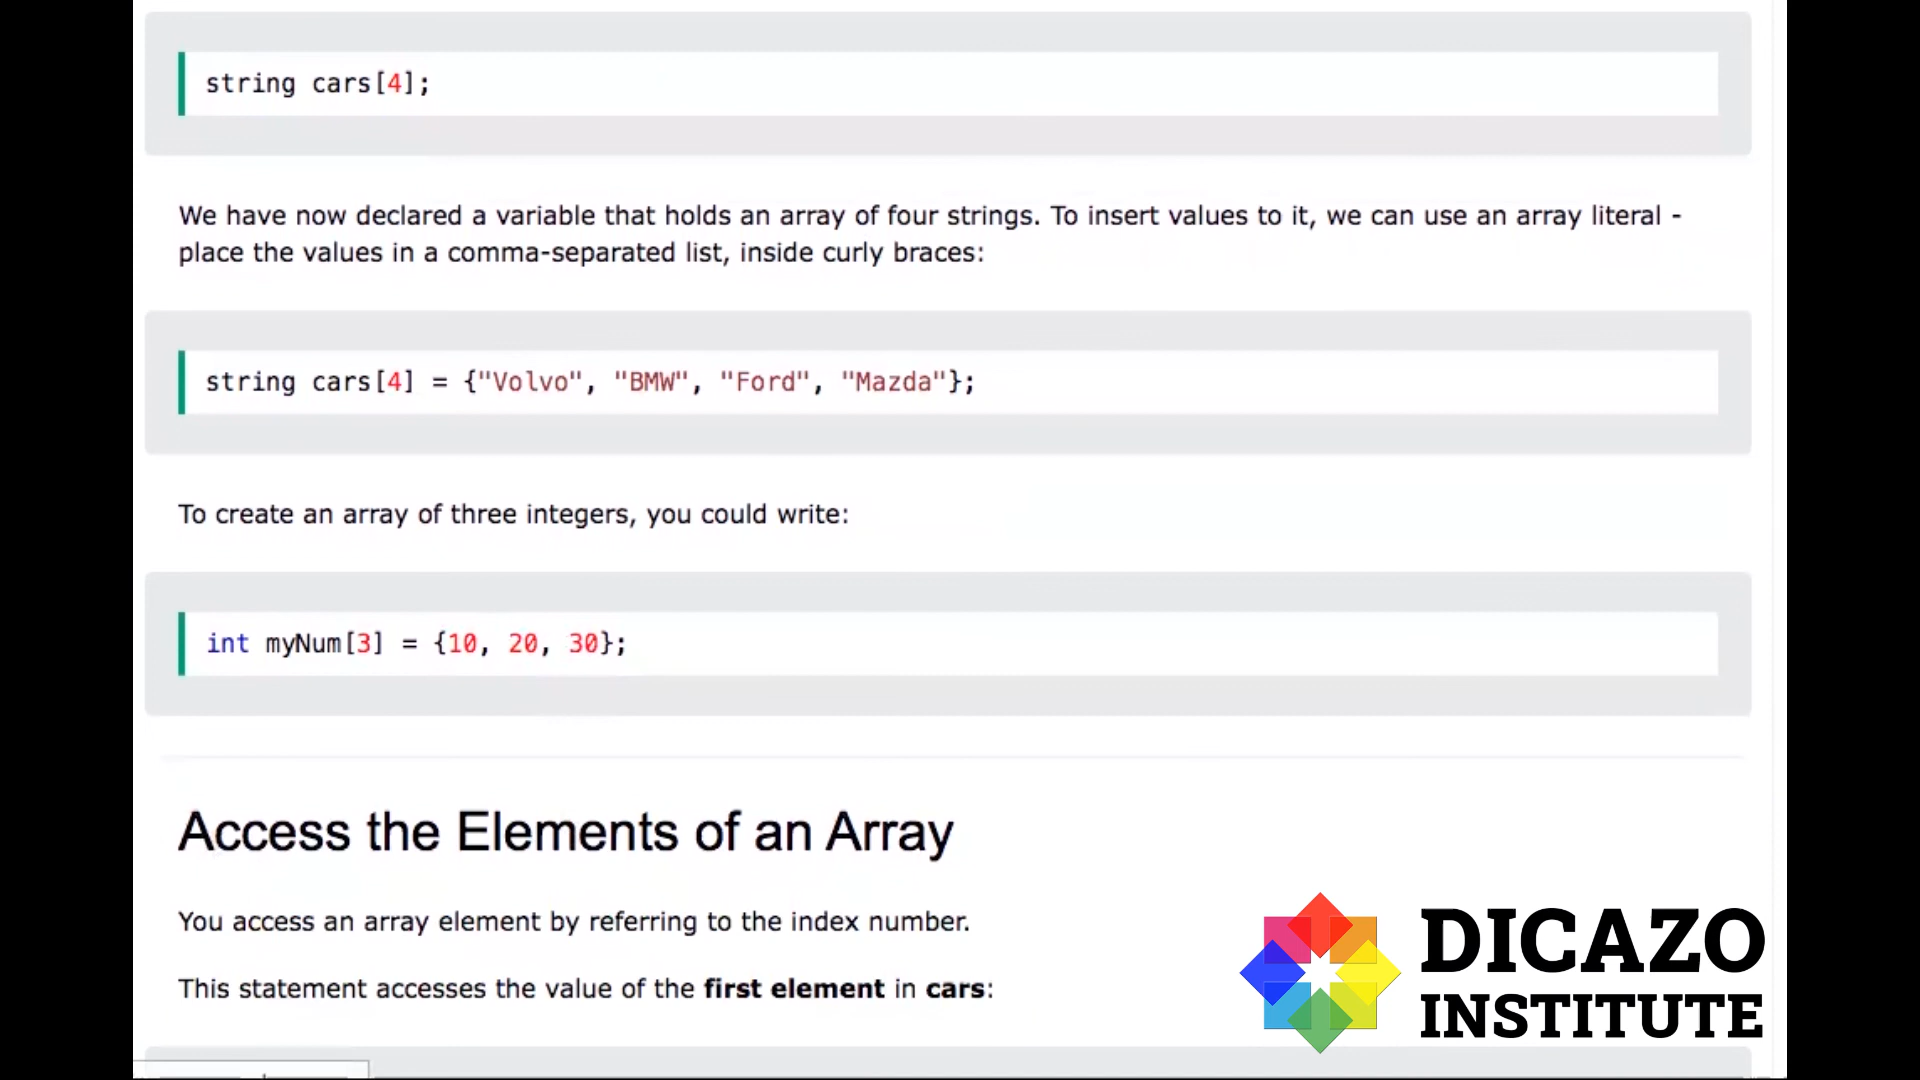 string cars[4];
We have now declared a variable that holds an array of four strings. To insert values to it, we can use an array literal -
place the values in a comma-separated list, inside curly braces:
string cars[4] = {"Volvo", "BMW", "Ford", "Mazda"};
To create an array of three integers, you could write:
int myNum[3] = {10, 20, 30};
Access the Elements of an Array
You access an array element by referring to the index number.
This statement accesses the value of the first element in cars:
DICAZO
INSTITUTE